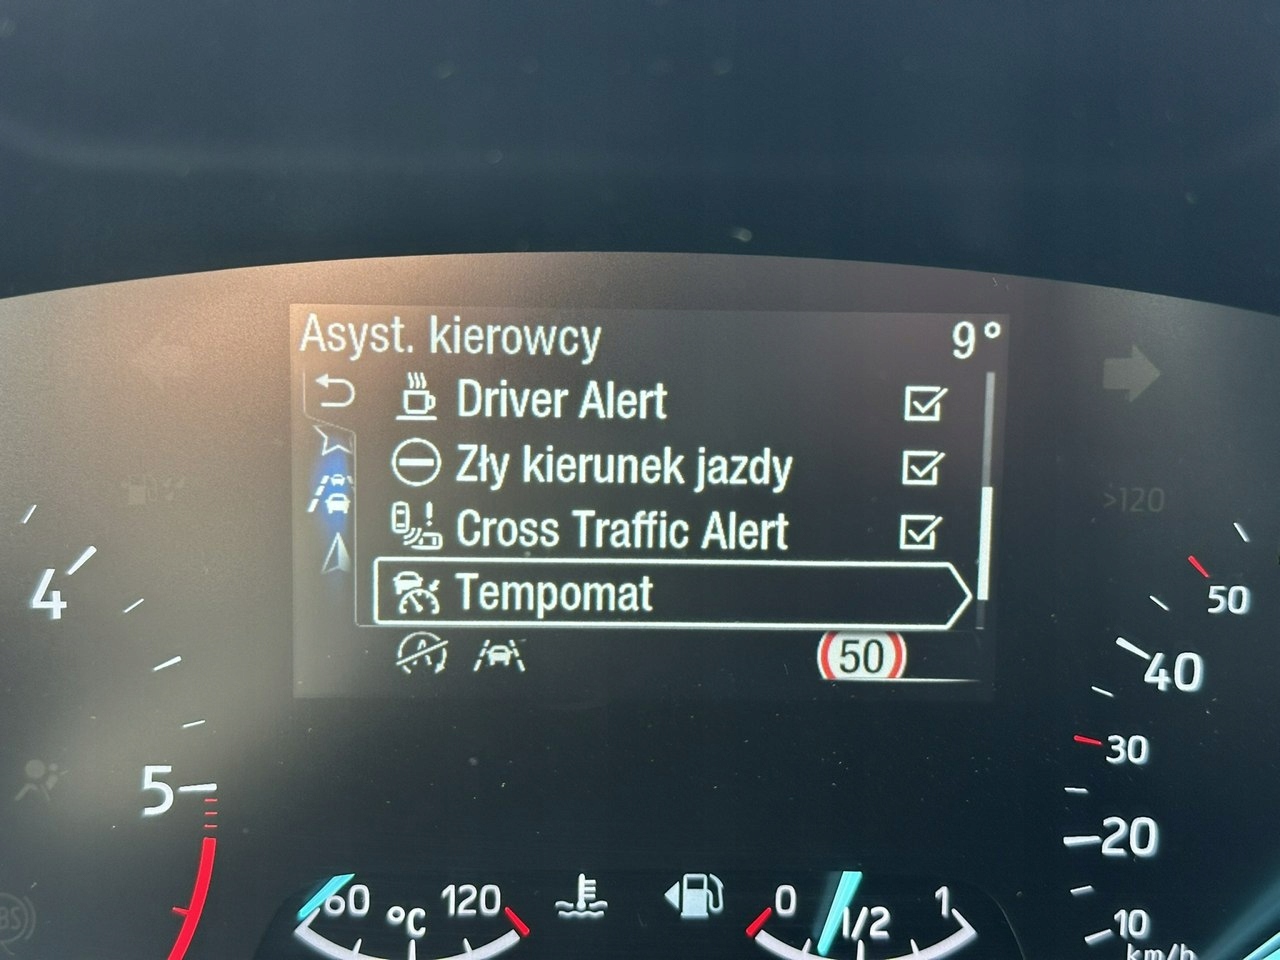 Asyst. kierowcy 9°
Driver Alert
Zły kierunek jazdy
Cross Traffic Alert
Tempomat
A
50
>120
4
5
50
40
30
20
10
km/h
60 °C 120
0 1/2 1